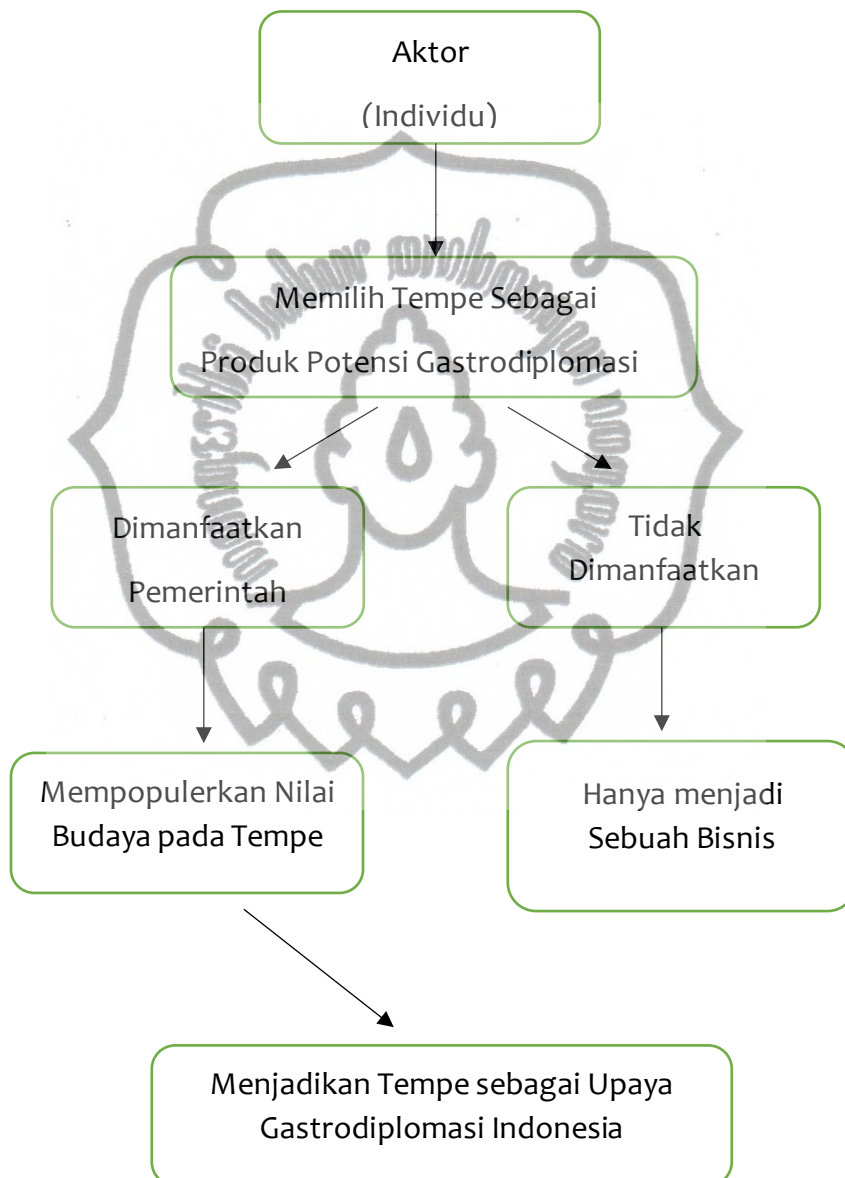 Aktor
(Individu)
Memilih Tempe Sebagai
Produk Potensi Gastrodiplomasi
Dimanfaatkan
Pemerintah
Tidak
Dimanfaatkan
Mempopulerkan Nilai
Budaya pada Tempe
Hanya menjadi
Sebuah Bisnis
Menjadikan Tempe sebagai Upaya
Gastrodiplomasi Indonesia